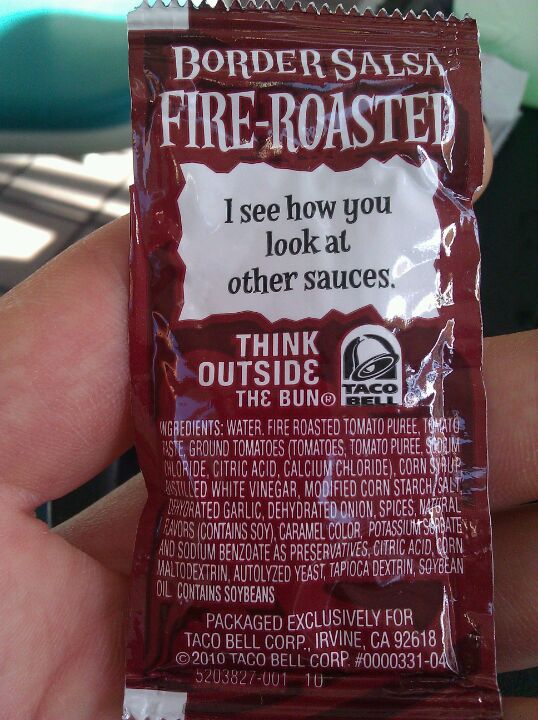 BORDER SALSA
FIRE-ROASTED
I see how you
look at
other sauces.
THINK
OUTSIDE
THE BUN®
TACO
BELL
INGREDIENTS: WATER, FIRE ROASTED TOMATO PUREE, TOMATO
PASTE, GROUND TOMATOES (TOMATOES, TOMATO PUREE, SODIUM
CHLORIDE, CITRIC ACID, CALCIUM CHLORIDE), CORN SYRUP,
DISTILLED WHITE VINEGAR, MODIFIED CORN STARCH, SALT,
DEHYDRATED GARLIC, DEHYDRATED ONION, SPICES, NATURAL
FLAVORS (CONTAINS SOY), CARAMEL COLOR, POTASSIUM SORBATE
AND SODIUM BENZOATE AS PRESERVATIVES, CITRIC ACID, CORN
MALTODEXTRIN, AUTOLYZED YEAST, TAPIOCA DEXTRIN, SOYBEAN
OIL. CONTAINS SOYBEANS
PACKAGED EXCLUSIVELY FOR
TACO BELL CORP., IRVINE, CA 92618
©2010 TACO BELL CORP. #0000331-04
5203827-001 10